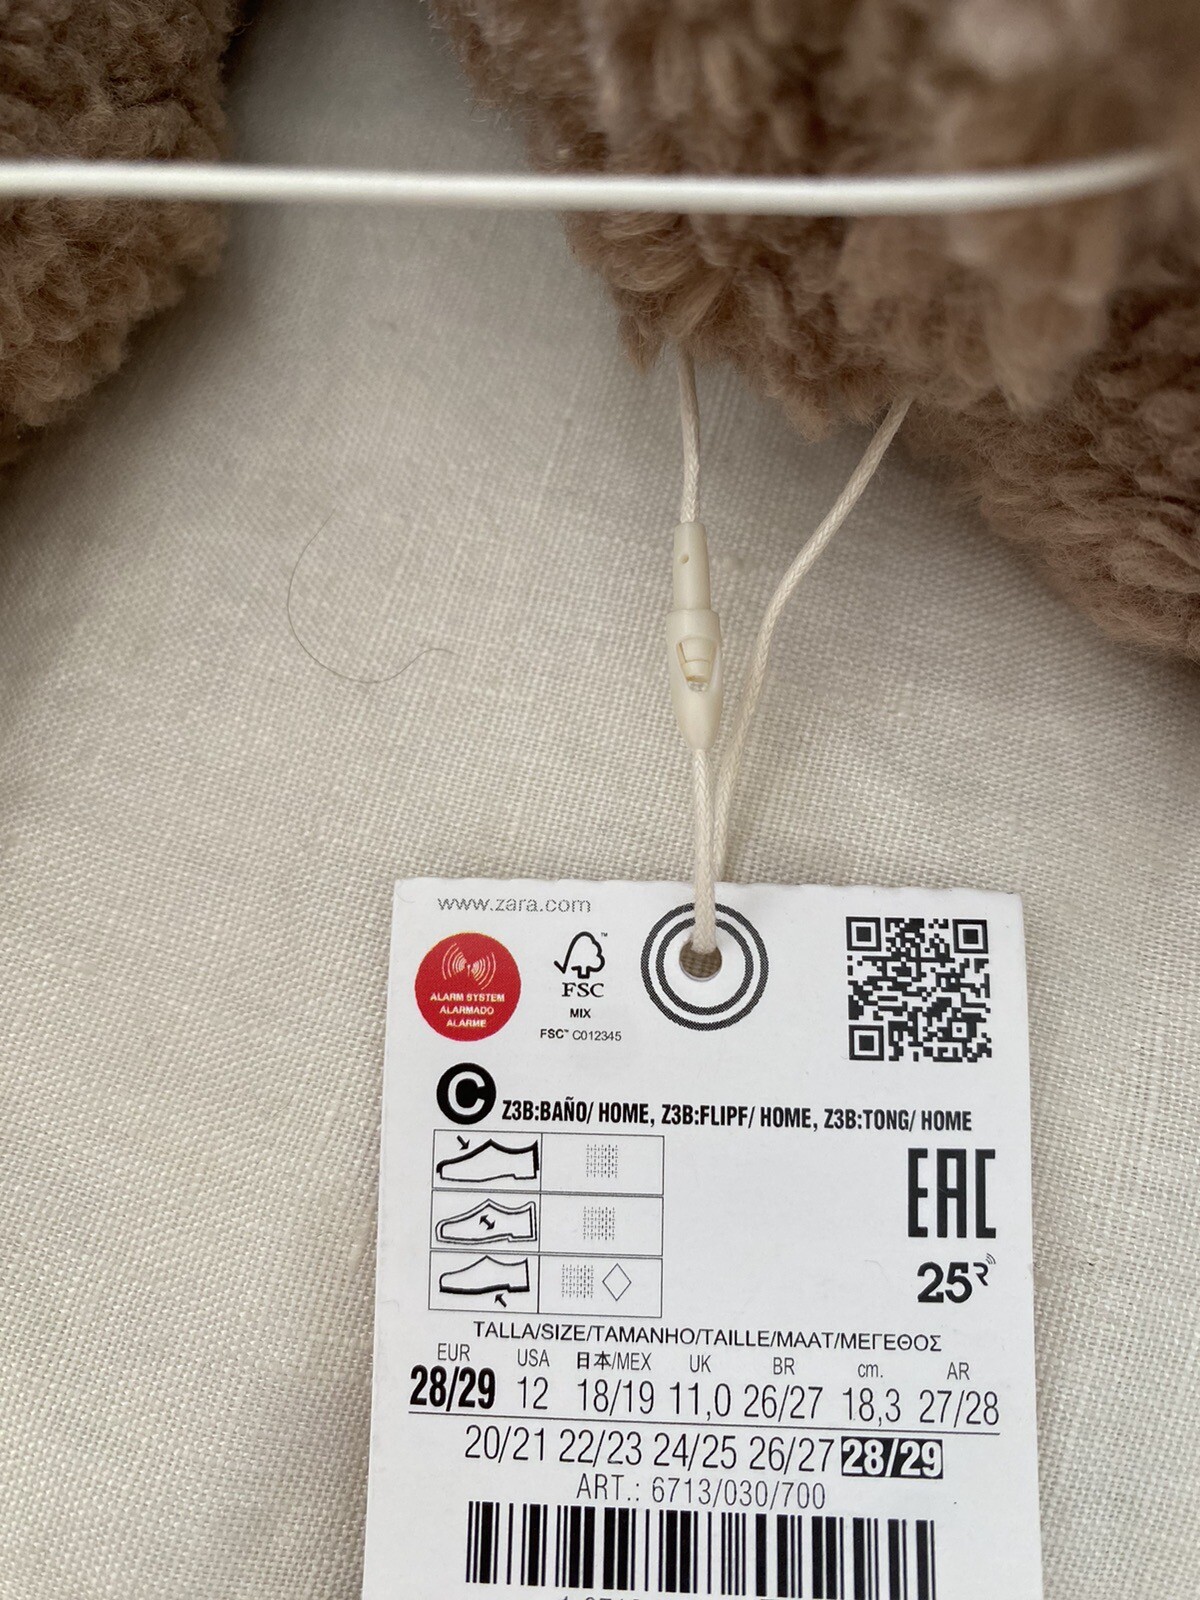 www.zara.com
ALARM SYSTEM
ALARMADO
ALARME
FSC™
MIX
FSC™ C012345
C Z3B:BAÑO/ HOME, Z3B:FLIPF/ HOME, Z3B:TONG/ HOME
EAC
25R
TALLA/SIZE/TAMANHO/TAILLE/MAAT/ΜΕΓΕΘΟΣ
EUR USA 日本/MEX UK BR cm. AR
28/29 12 18/19 11,0 26/27 18,3 27/28
20/21 22/23 24/25 26/27 28/29
ART.: 6713/030/700